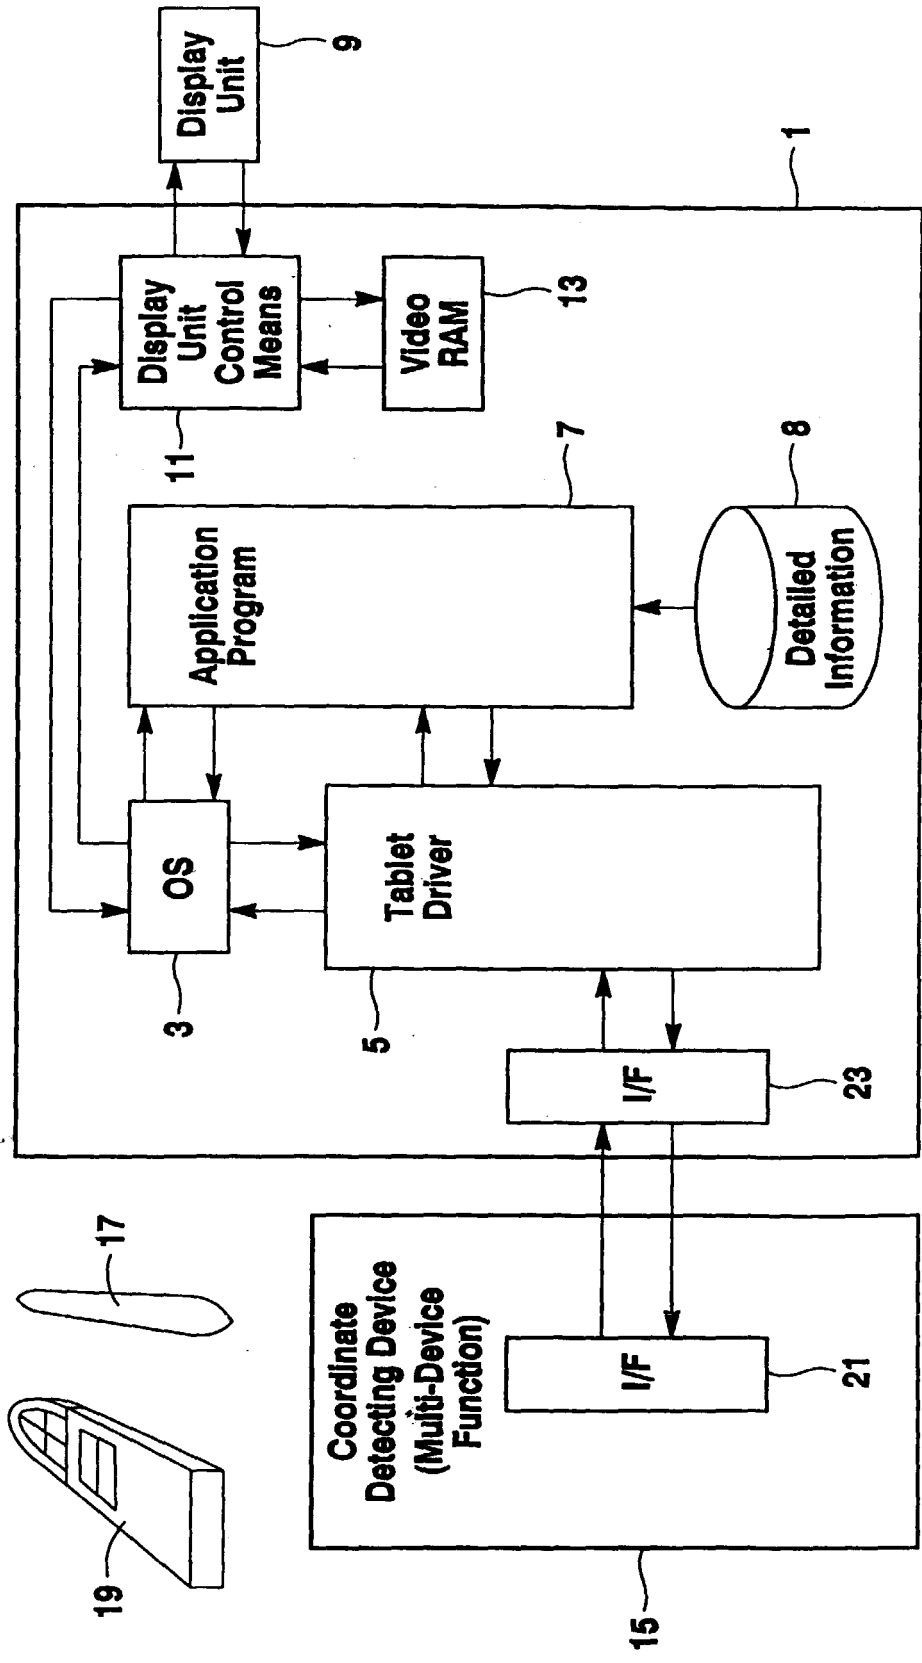 19
17
15
Coordinate
Detecting Device
(Multi-Device
Function)
I/F
21
I/F
23
3
OS
5
Tablet
Driver
Application
Program
7
Detailed
Information
8
11
Display
Unit
Control
Means
Video
RAM
13
Display
Unit
9
1